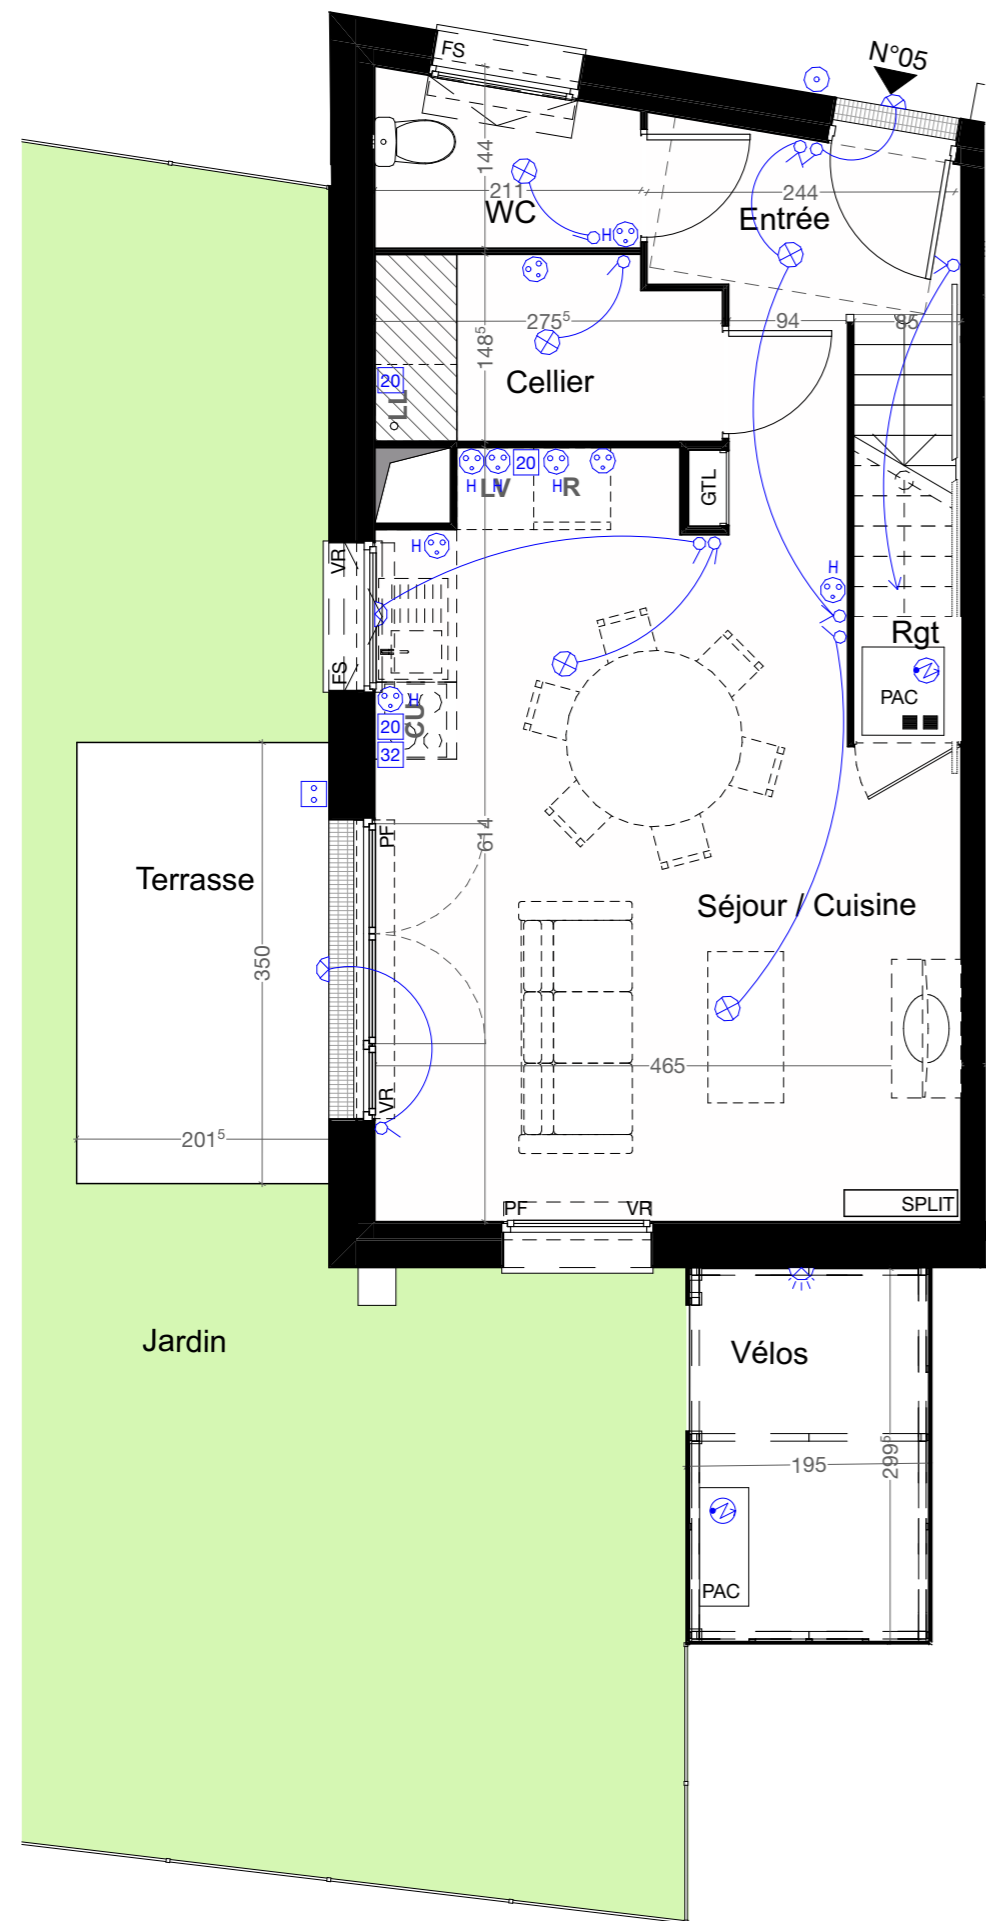 FS
N°05
144
211
WC
H
244
Entrée
275⁵
94
85
148⁵
Cellier
20
LL
H
LV
H
20
H
R
GTL
VR
H
FS
H
Rgt
PAC
H
CU
20
32
PF
614
Terrasse
350
Séjour / Cuisine
465
VR
201⁵
SPLIT
PF
VR
Jardin
Vélos
195
299⁵
PAC